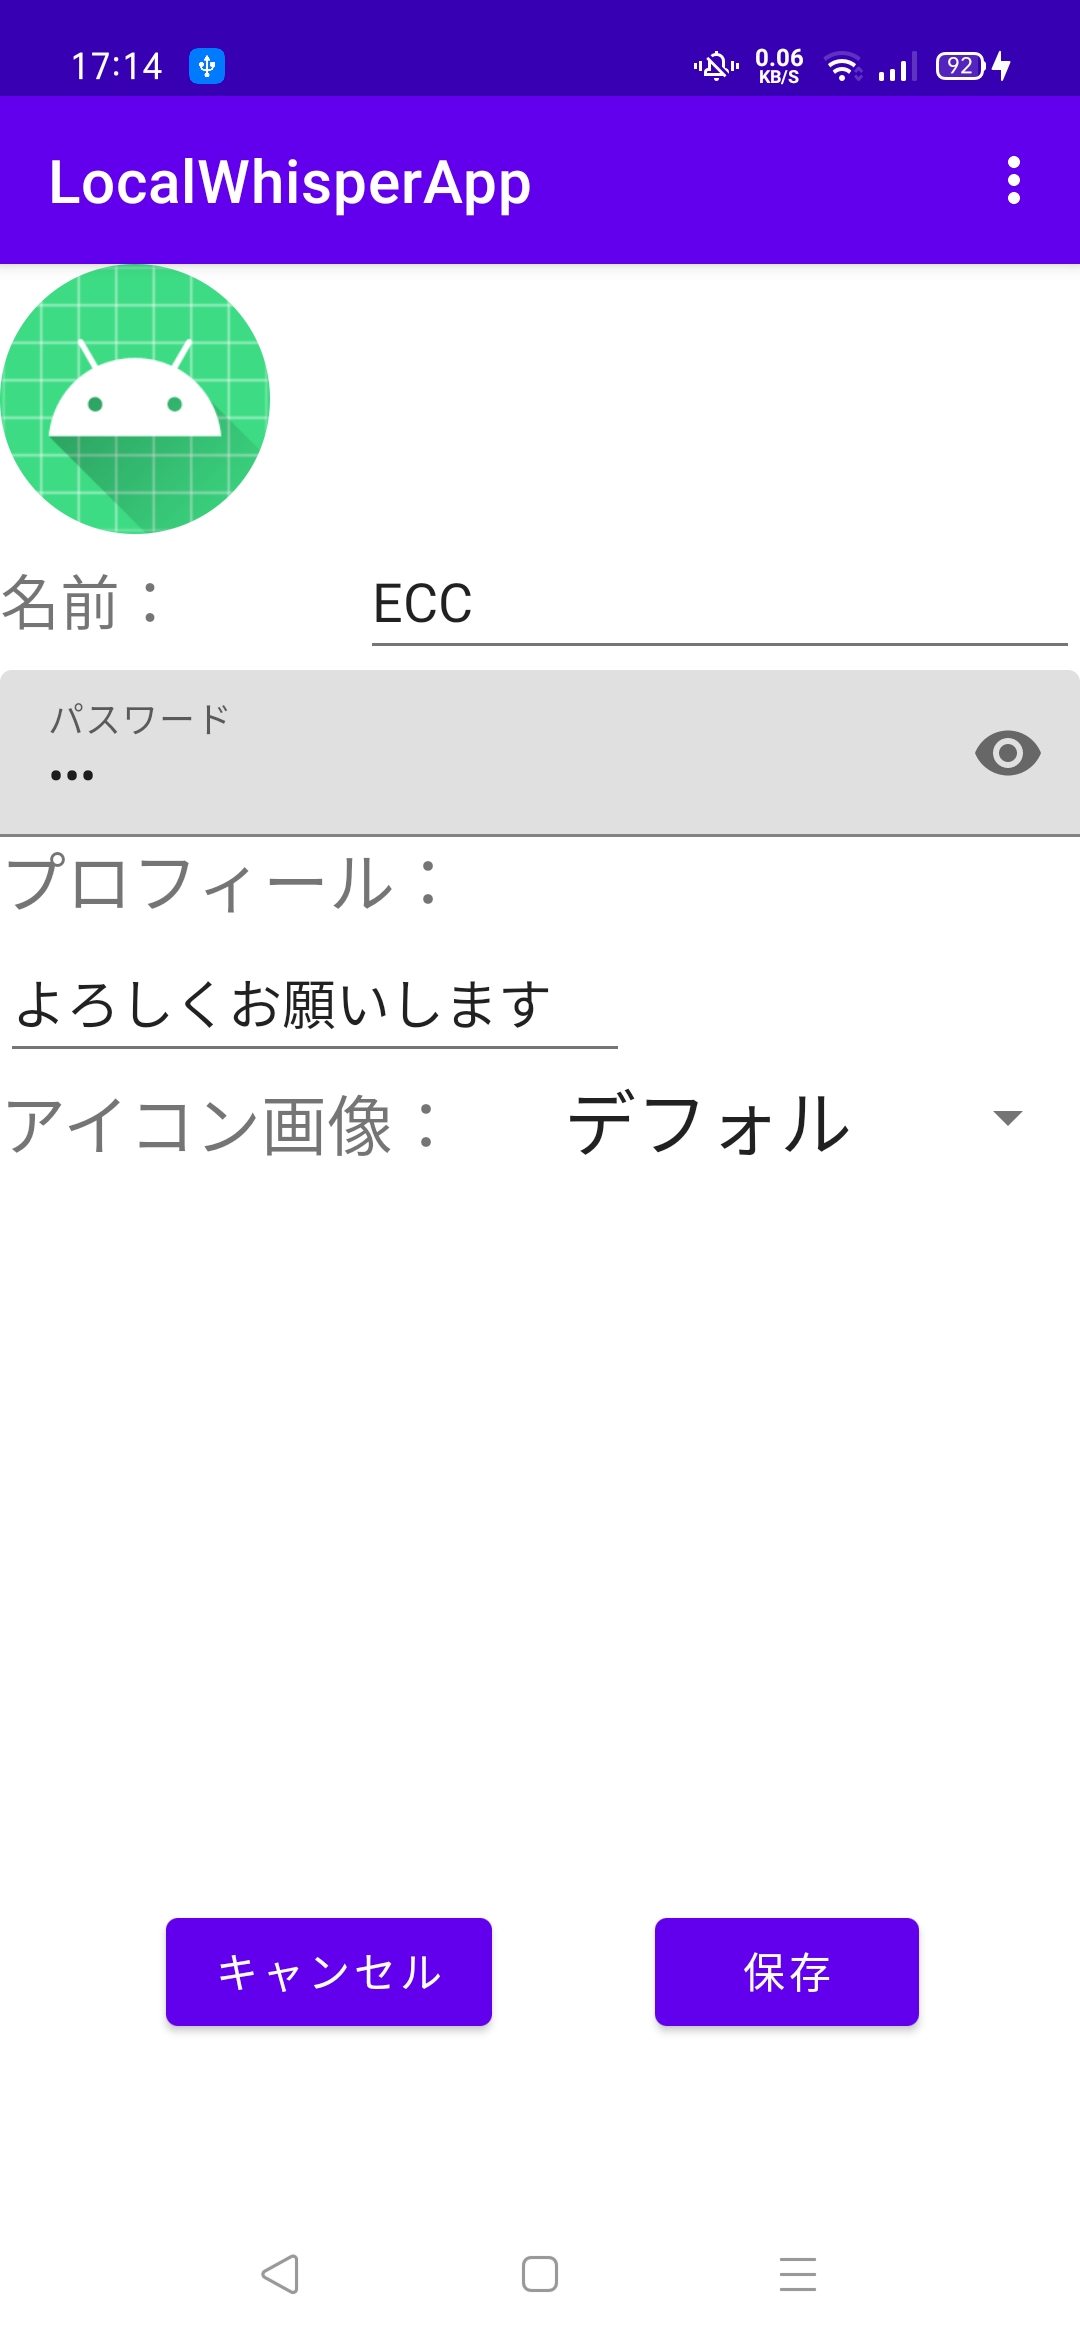 17:14 0.06 KB/S 92
LocalWhisperApp
名前：ECC
パスワード
•••
プロフィール：
よろしくお願いします
アイコン画像：デフォル
キャンセル 保存